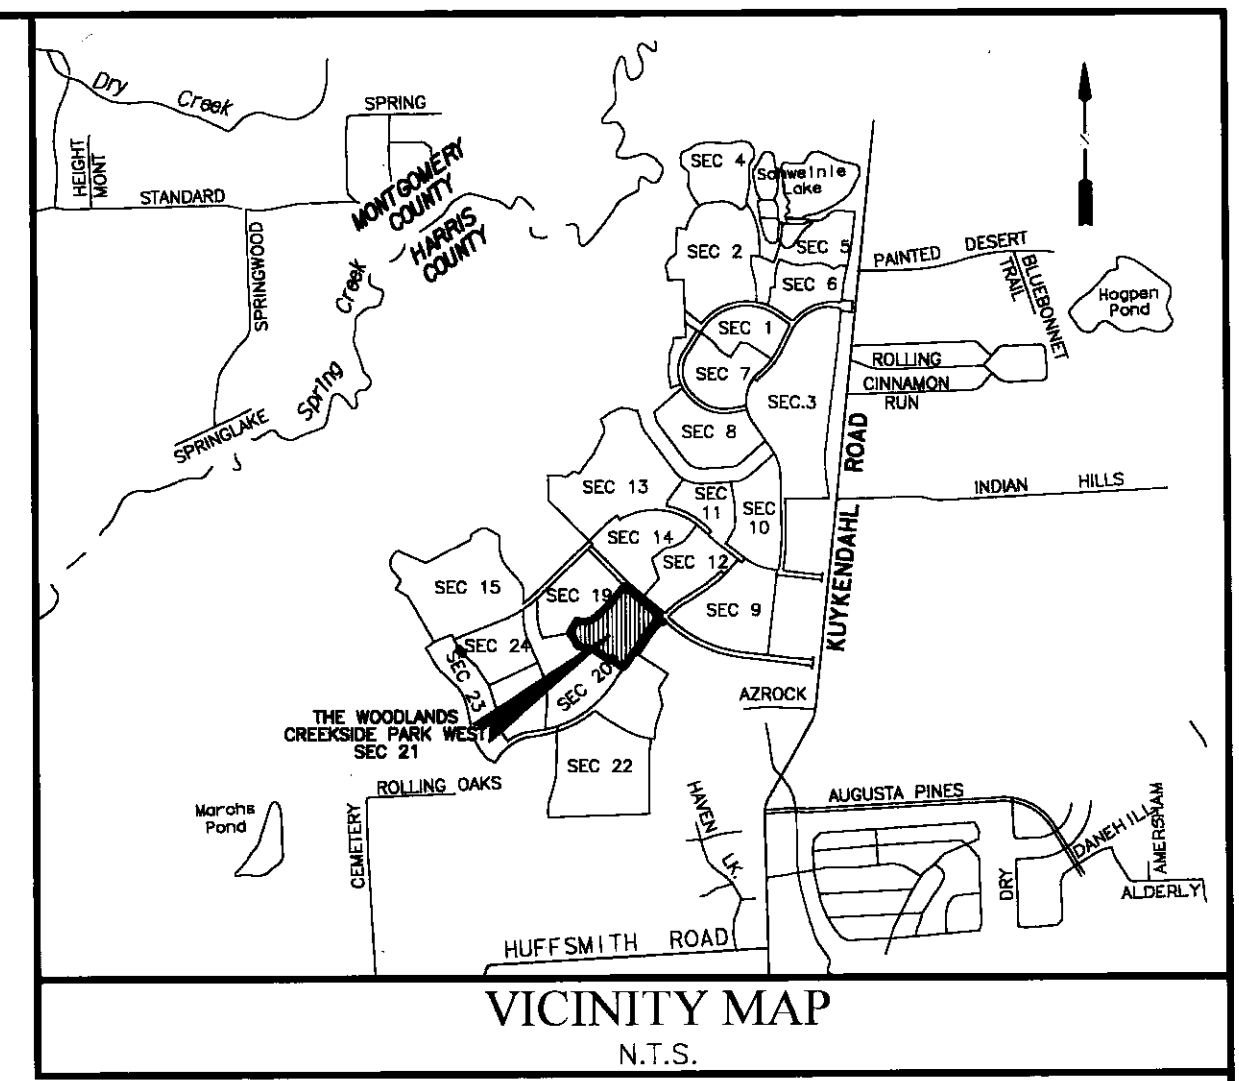 Dry Creek
SPRING
HEIGHT
MONT
STANDARD
MONTGOMERY
COUNTY
HARRIS
COUNTY
SPRINGWOOD
Spring Creek
SPRINGLAKE
SEC 4
Schweinle
Lake
SEC 2
SEC 5
SEC 6
PAINTED DESERT
BLUEBONNET
TRAIL
Hogpen
Pond
SEC 1
SEC 7
SEC.3
ROLLING
CINNAMON
RUN
SEC 8
KUYKENDAHL ROAD
SEC 13
SEC
11
SEC
10
INDIAN HILLS
SEC 14
SEC 12
SEC 15
SEC 19
SEC 9
SEC 24
SEC 23
SEC 20
AZROCK
THE WOODLANDS
CREEKSIDE PARK WEST
SEC 21
SEC 22
ROLLING OAKS
CEMETERY
Marohs
Pond
HAVEN
LK.
AUGUSTA PINES
DANEHILL
AMERSHAM
DRY
ALDERLY
HUFFSMITH ROAD
VICINITY MAP
N.T.S.